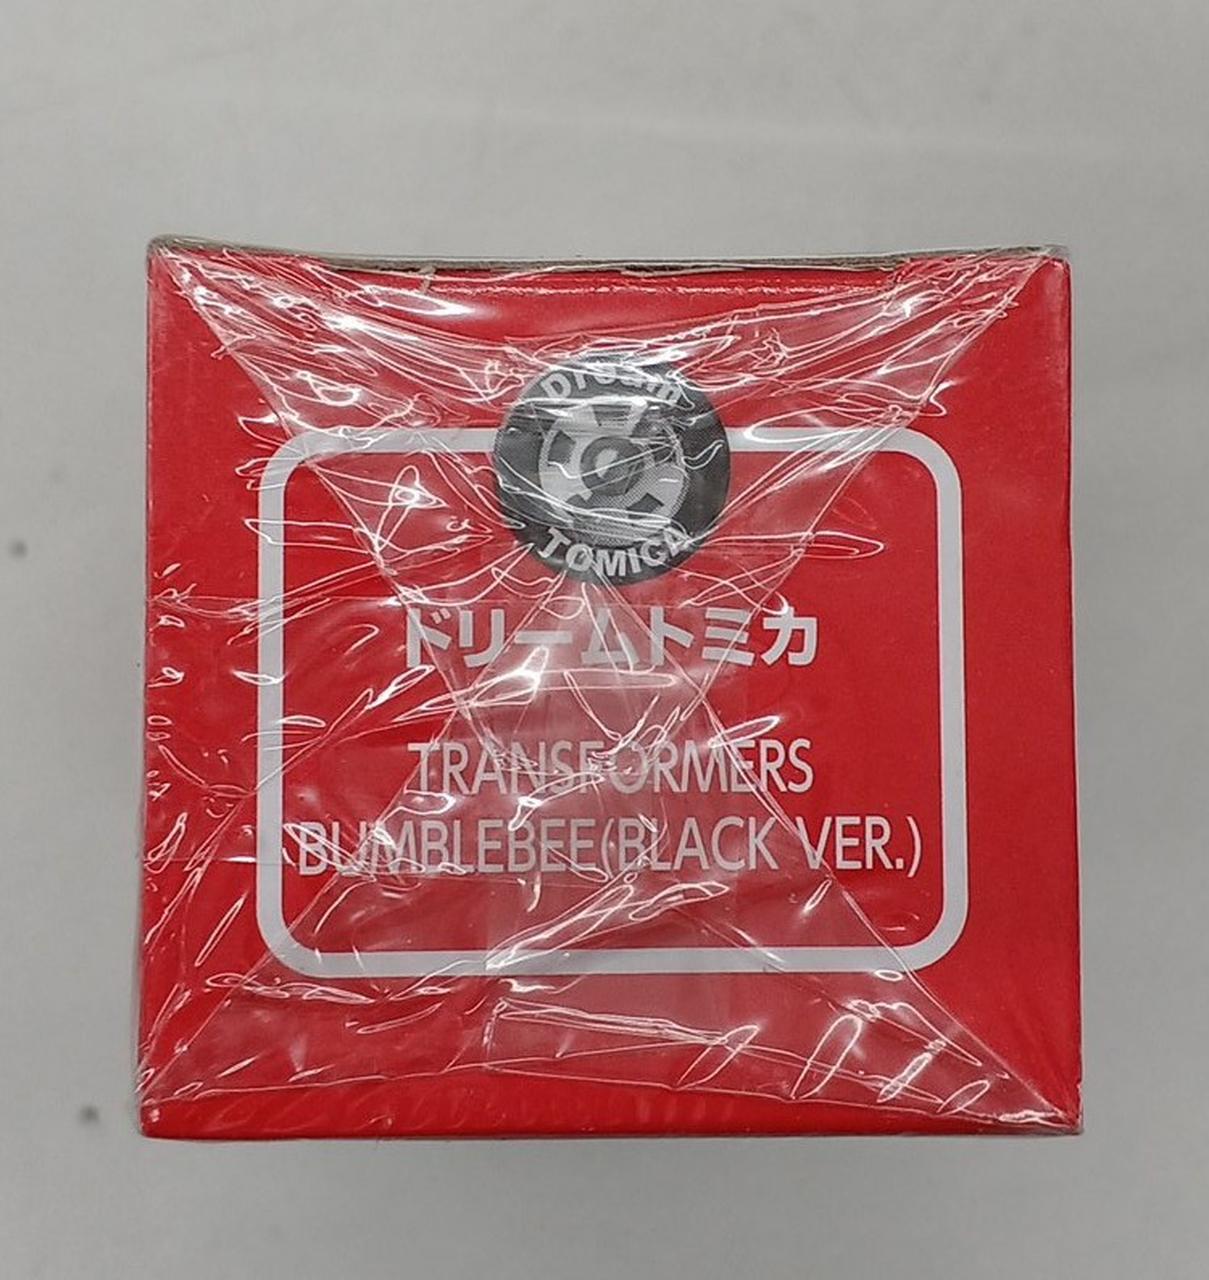 Dream
TOMICA
ドリームトミカ
TRANSFORMERS
BUMBLEBEE(BLACK VER.)